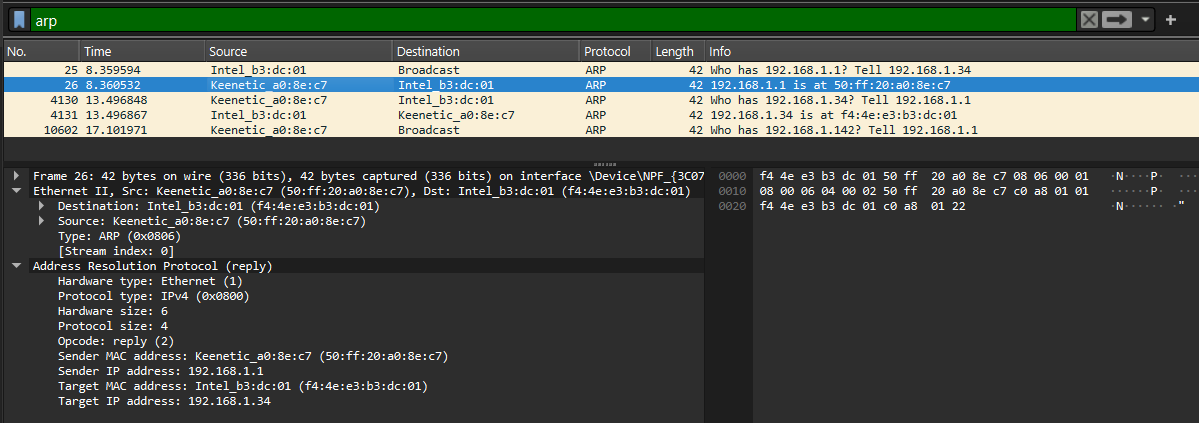 arp
No. Time Source Destination Protocol Length Info
25 8.359594 Intel_b3:dc:01 Broadcast ARP 42 Who has 192.168.1.1? Tell 192.168.1.34
26 8.360532 Keenetic_a0:8e:c7 Intel_b3:dc:01 ARP 42 192.168.1.1 is at 50:ff:20:a0:8e:c7
4130 13.496848 Keenetic_a0:8e:c7 Intel_b3:dc:01 ARP 42 Who has 192.168.1.34? Tell 192.168.1.1
4131 13.496867 Intel_b3:dc:01 Keenetic_a0:8e:c7 ARP 42 192.168.1.34 is at f4:4e:e3:b3:dc:01
10602 17.101971 Keenetic_a0:8e:c7 Broadcast ARP 42 Who has 192.168.1.142? Tell 192.168.1.1
Frame 26: 42 bytes on wire (336 bits), 42 bytes captured (336 bits) on interface \Device\NPF_{3C07
Ethernet II, Src: Keenetic_a0:8e:c7 (50:ff:20:a0:8e:c7), Dst: Intel_b3:dc:01 (f4:4e:e3:b3:dc:01)
Destination: Intel_b3:dc:01 (f4:4e:e3:b3:dc:01)
Source: Keenetic_a0:8e:c7 (50:ff:20:a0:8e:c7)
Type: ARP (0x0806)
[Stream index: 0]
Address Resolution Protocol (reply)
Hardware type: Ethernet (1)
Protocol type: IPv4 (0x0800)
Hardware size: 6
Protocol size: 4
Opcode: reply (2)
Sender MAC address: Keenetic_a0:8e:c7 (50:ff:20:a0:8e:c7)
Sender IP address: 192.168.1.1
Target MAC address: Intel_b3:dc:01 (f4:4e:e3:b3:dc:01)
Target IP address: 192.168.1.34
0000 f4 4e e3 b3 dc 01 50 ff 20 a0 8e c7 08 06 00 01 ·N····P· ·······
0010 08 00 06 04 00 02 50 ff 20 a0 8e c7 c0 a8 01 01 ······P· ·······
0020 f4 4e e3 b3 dc 01 c0 a8 01 22 ·N······ ·"